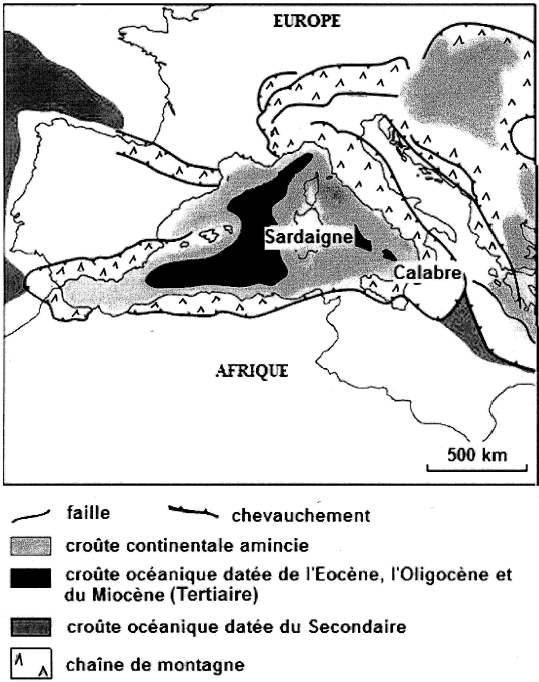 EUROPE
Sardaigne
Calabre
AFRIQUE
500 km
faille
chevauchement
croûte continentale amincie
croûte océanique datée de l'Eocène, l'Oligocène et
du Miocène (Tertiaire)
croûte océanique datée du Secondaire
chaîne de montagne